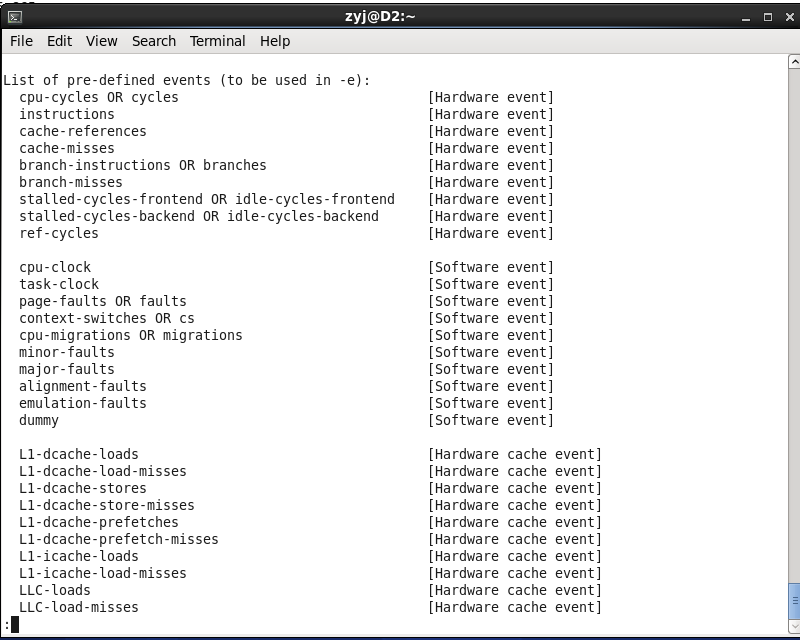 zyj@D2:~
File Edit View Search Terminal Help
List of pre-defined events (to be used in -e):
cpu-cycles OR cycles [Hardware event]
instructions [Hardware event]
cache-references [Hardware event]
cache-misses [Hardware event]
branch-instructions OR branches [Hardware event]
branch-misses [Hardware event]
stalled-cycles-frontend OR idle-cycles-frontend [Hardware event]
stalled-cycles-backend OR idle-cycles-backend [Hardware event]
ref-cycles [Hardware event]
cpu-clock [Software event]
task-clock [Software event]
page-faults OR faults [Software event]
context-switches OR cs [Software event]
cpu-migrations OR migrations [Software event]
minor-faults [Software event]
major-faults [Software event]
alignment-faults [Software event]
emulation-faults [Software event]
dummy [Software event]
L1-dcache-loads [Hardware cache event]
L1-dcache-load-misses [Hardware cache event]
L1-dcache-stores [Hardware cache event]
L1-dcache-store-misses [Hardware cache event]
L1-dcache-prefetches [Hardware cache event]
L1-dcache-prefetch-misses [Hardware cache event]
L1-icache-loads [Hardware cache event]
L1-icache-load-misses [Hardware cache event]
LLC-loads [Hardware cache event]
LLC-load-misses [Hardware cache event]
: